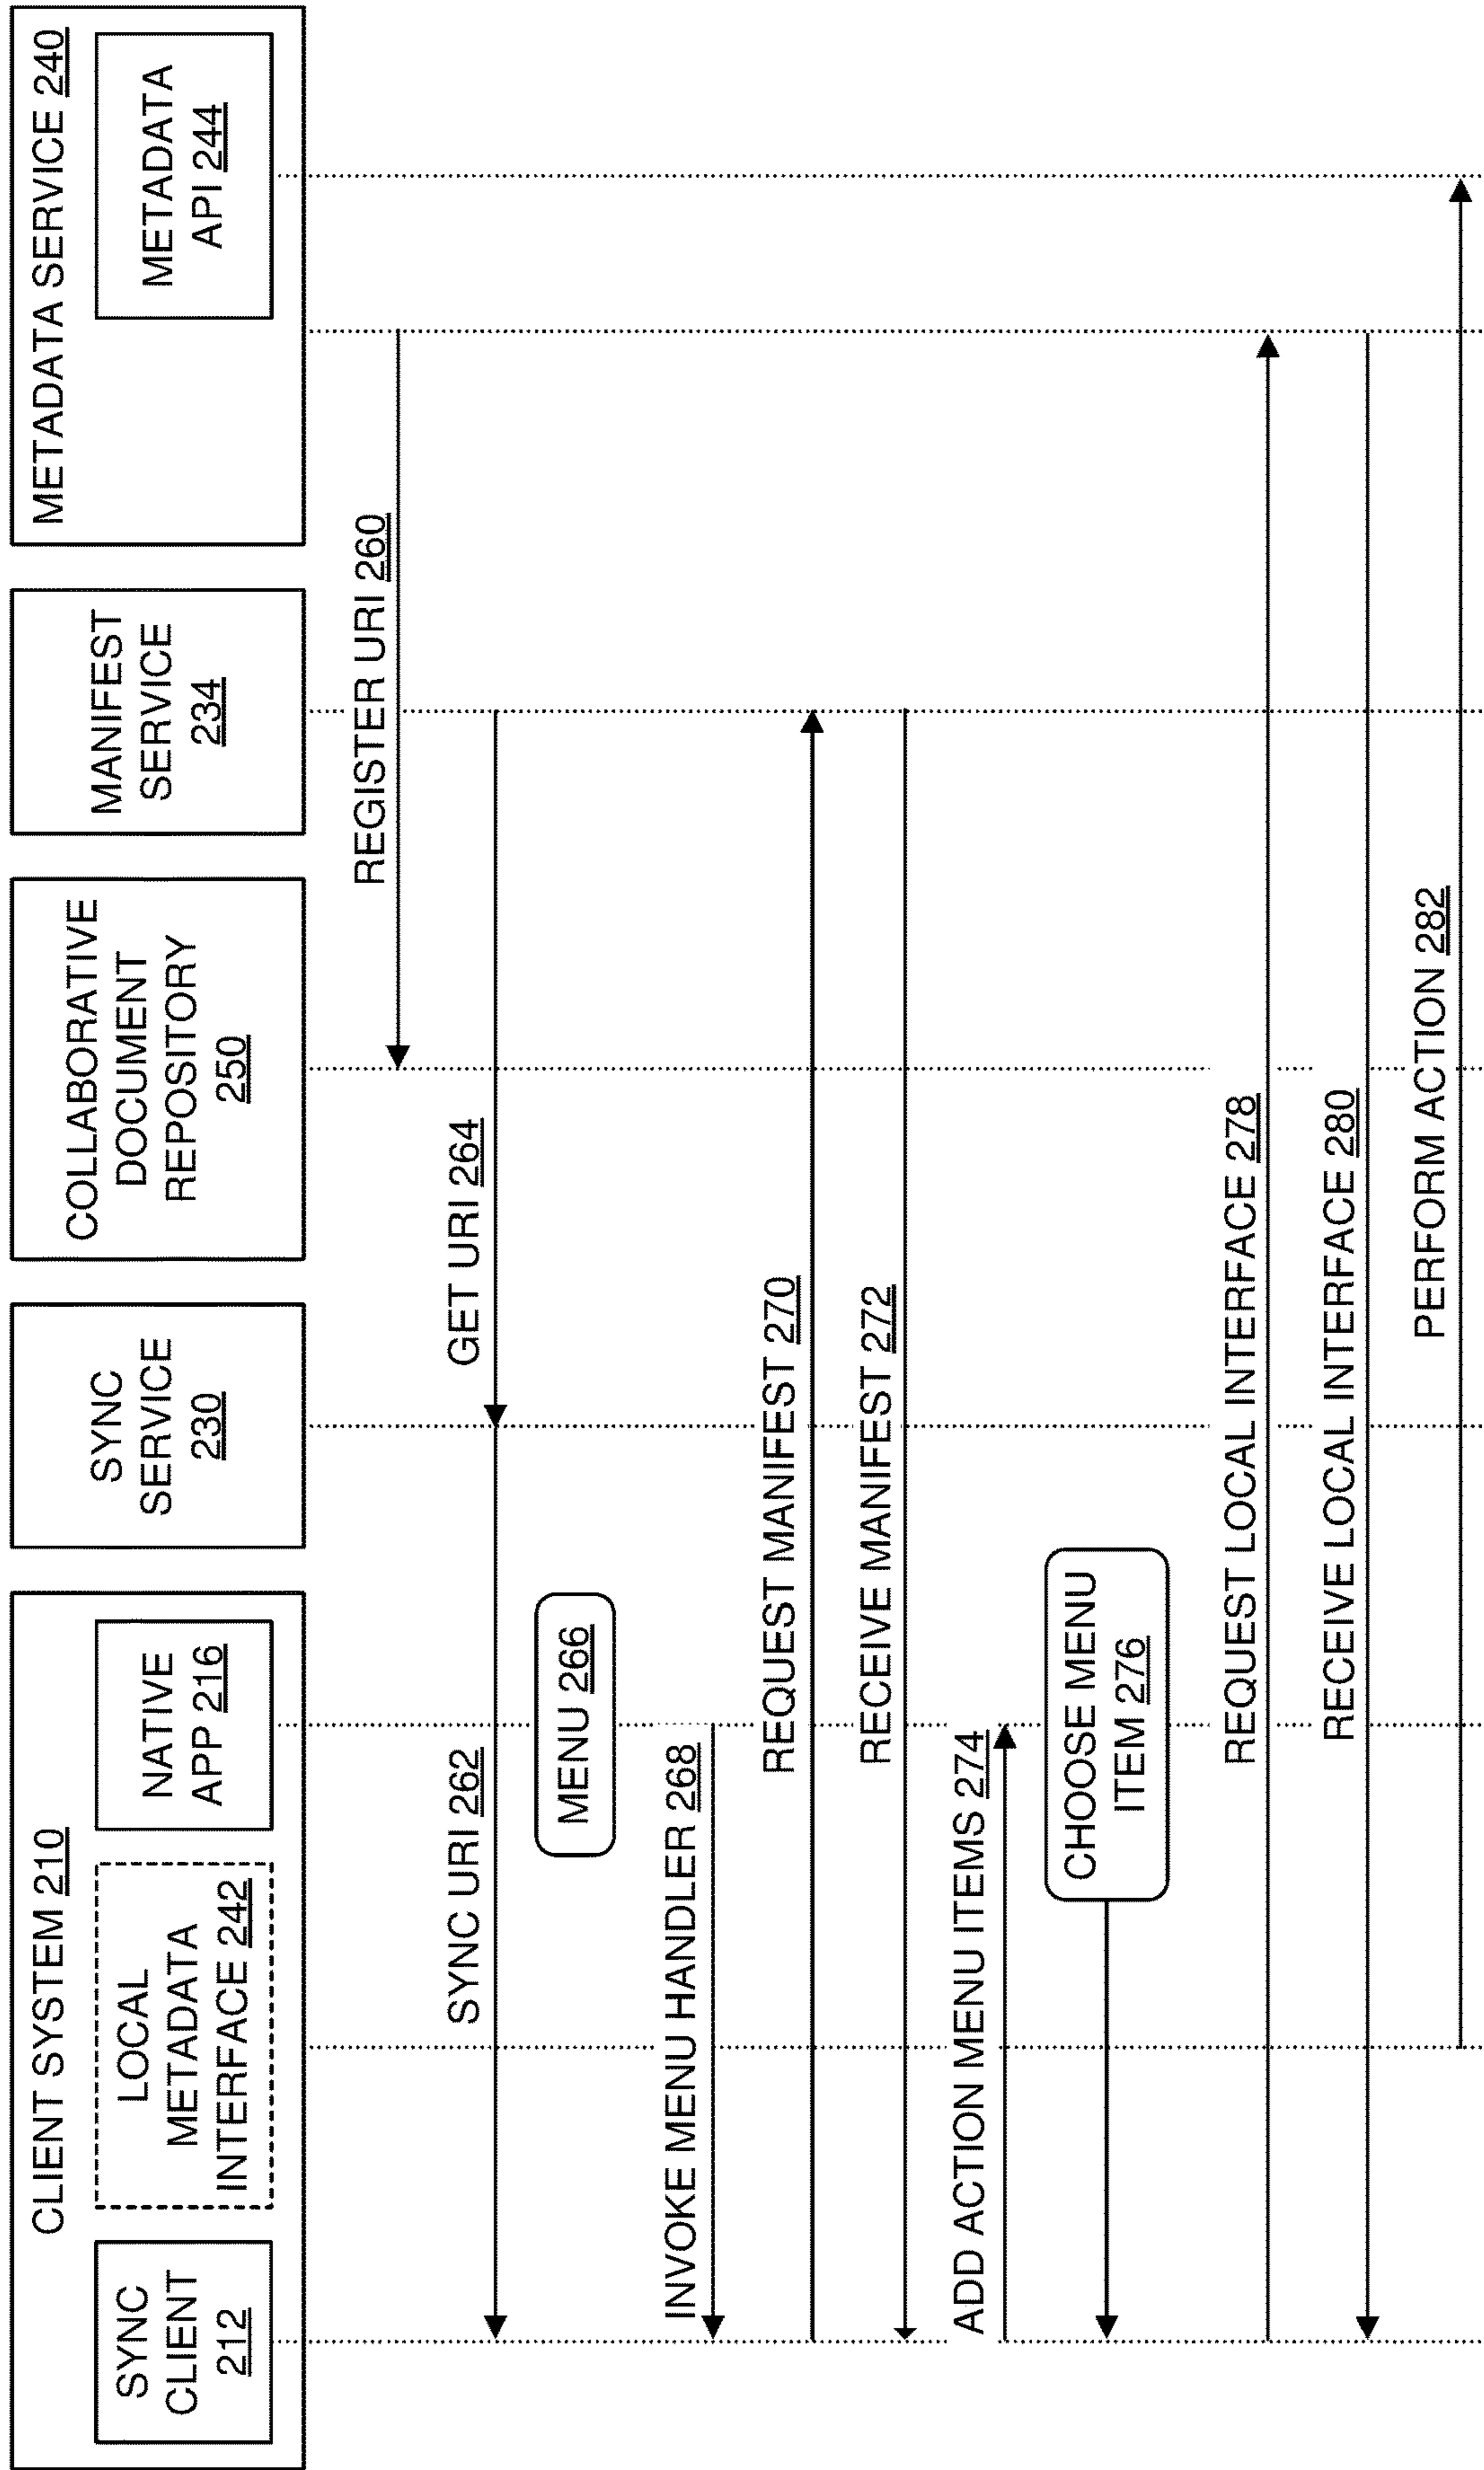 CLIENT SYSTEM 210
SYNC
CLIENT
212
LOCAL
METADATA
INTERFACE 242
NATIVE
APP 216
SYNC
SERVICE
230
COLLABORATIVE
DOCUMENT
REPOSITORY
250
MANIFEST
SERVICE
234
METADATA SERVICE 240
METADATA
API 244
REGISTER URI 260
SYNC URI 262
GET URI 264
MENU 266
INVOKE MENU HANDLER 268
REQUEST MANIFEST 270
RECEIVE MANIFEST 272
ADD ACTION MENU ITEMS 274
CHOOSE MENU
ITEM 276
REQUEST LOCAL INTERFACE 278
RECEIVE LOCAL INTERFACE 280
PERFORM ACTION 282